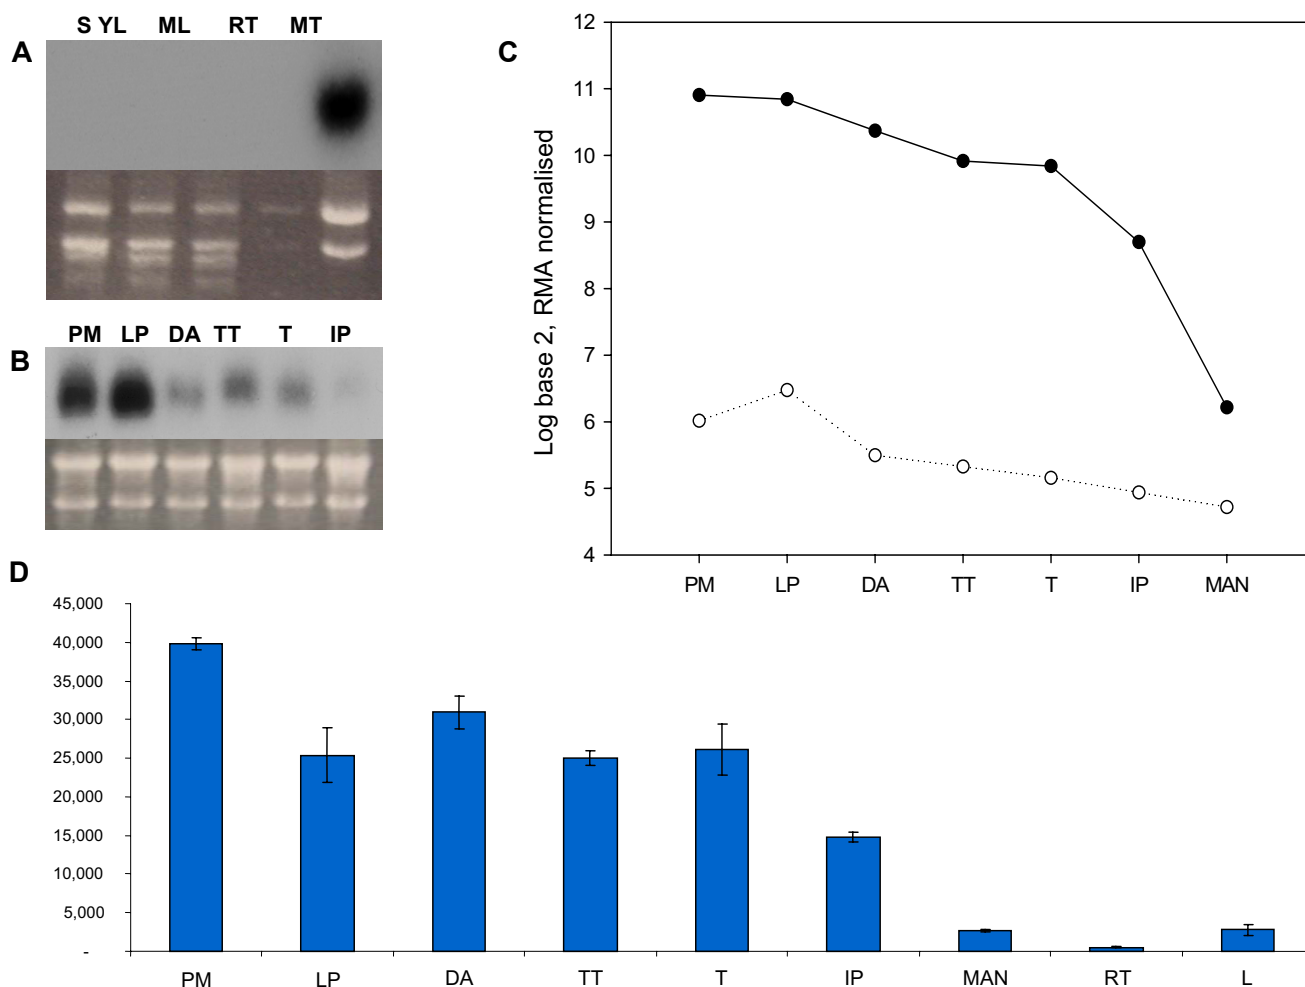 A
S YL ML RT MT
B
PM LP DA TT T IP
C
Log base 2, RMA normalised
12
11
10
9
8
7
6
5
4
PM LP DA TT T IP MAN
D
45,000
40,000
35,000
30,000
25,000
20,000
15,000
10,000
5,000
-
PM LP DA TT T IP MAN RT L